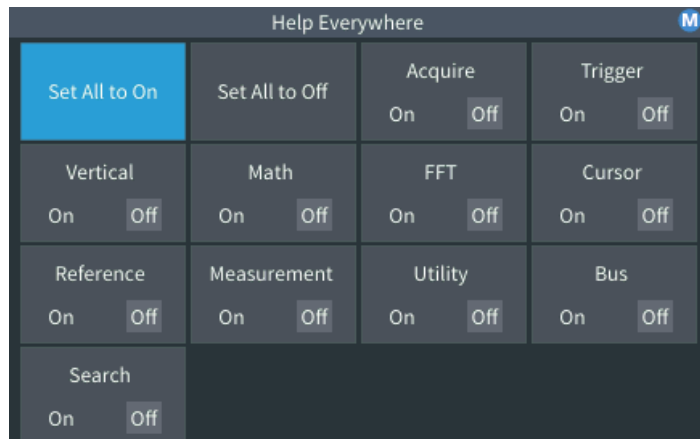 Help Everywhere
M
Set All to On
Set All to Off
Acquire
On Off
Trigger
On Off
Vertical
On Off
Math
On Off
FFT
On Off
Cursor
On Off
Reference
On Off
Measurement
On Off
Utility
On Off
Bus
On Off
Search
On Off